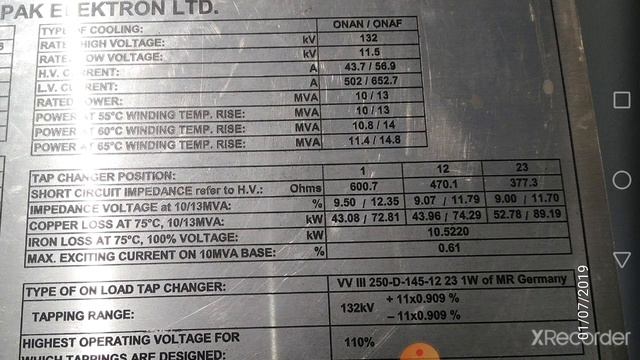 PAK ELEKTRON LTD.
TYPE OF COOLING: ONAN / ONAF
RATED HIGH VOLTAGE: kV 132
RATED LOW VOLTAGE: kV 11.5
H.V. CURRENT: A 43.7 / 56.9
L.V. CURRENT: A 502 / 652.7
RATED POWER: MVA 10 / 13
POWER AT 55°C WINDING TEMP. RISE: MVA 10 / 13
POWER AT 60°C WINDING TEMP. RISE: MVA 10.8 / 14
POWER AT 65°C WINDING TEMP. RISE: MVA 11.4 / 14.8
TAP CHANGER POSITION: 1 12 23
SHORT CIRCUIT IMPEDANCE refer to H.V.: Ohms 600.7 470.1 377.3
IMPEDANCE VOLTAGE at 10/13MVA: % 9.50 / 12.35 9.07 / 11.79 9.00 / 11.70
COPPER LOSS AT 75°C, 10/13MVA: kW 43.08 / 72.81 43.96 / 74.29 52.78 / 89.19
IRON LOSS AT 75°C, 100% VOLTAGE: kW 10.5220
MAX. EXCITING CURRENT ON 10MVA BASE: % 0.61
TYPE OF ON LOAD TAP CHANGER: VV III 250-D-145-12 23 1W of MR Germany
TAPPING RANGE: 132kV + 11x0.909 %
– 11x0.909 %
HIGHEST OPERATING VOLTAGE FOR 110%
WHICH TAPPINGS ARE DESIGNED:
01/07/2019
XRecorder